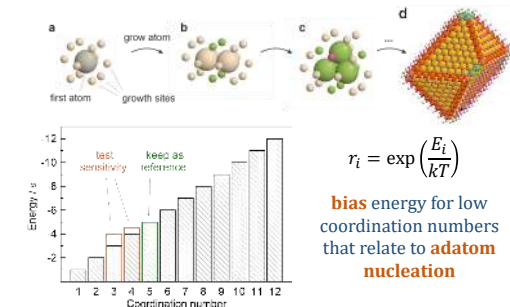 a
grow atom
b
c
...
d
first atom
growth sites
test
sensitivity
keep as
reference
Energy / ε
-12
-10
-8
-6
4
-2
1 2 3 4 5 6 7 8 9 10 11 12
Coordination number
r_i = exp(E_i/kT)
bias energy for low
coordination numbers
that relate to adatom
nucleation